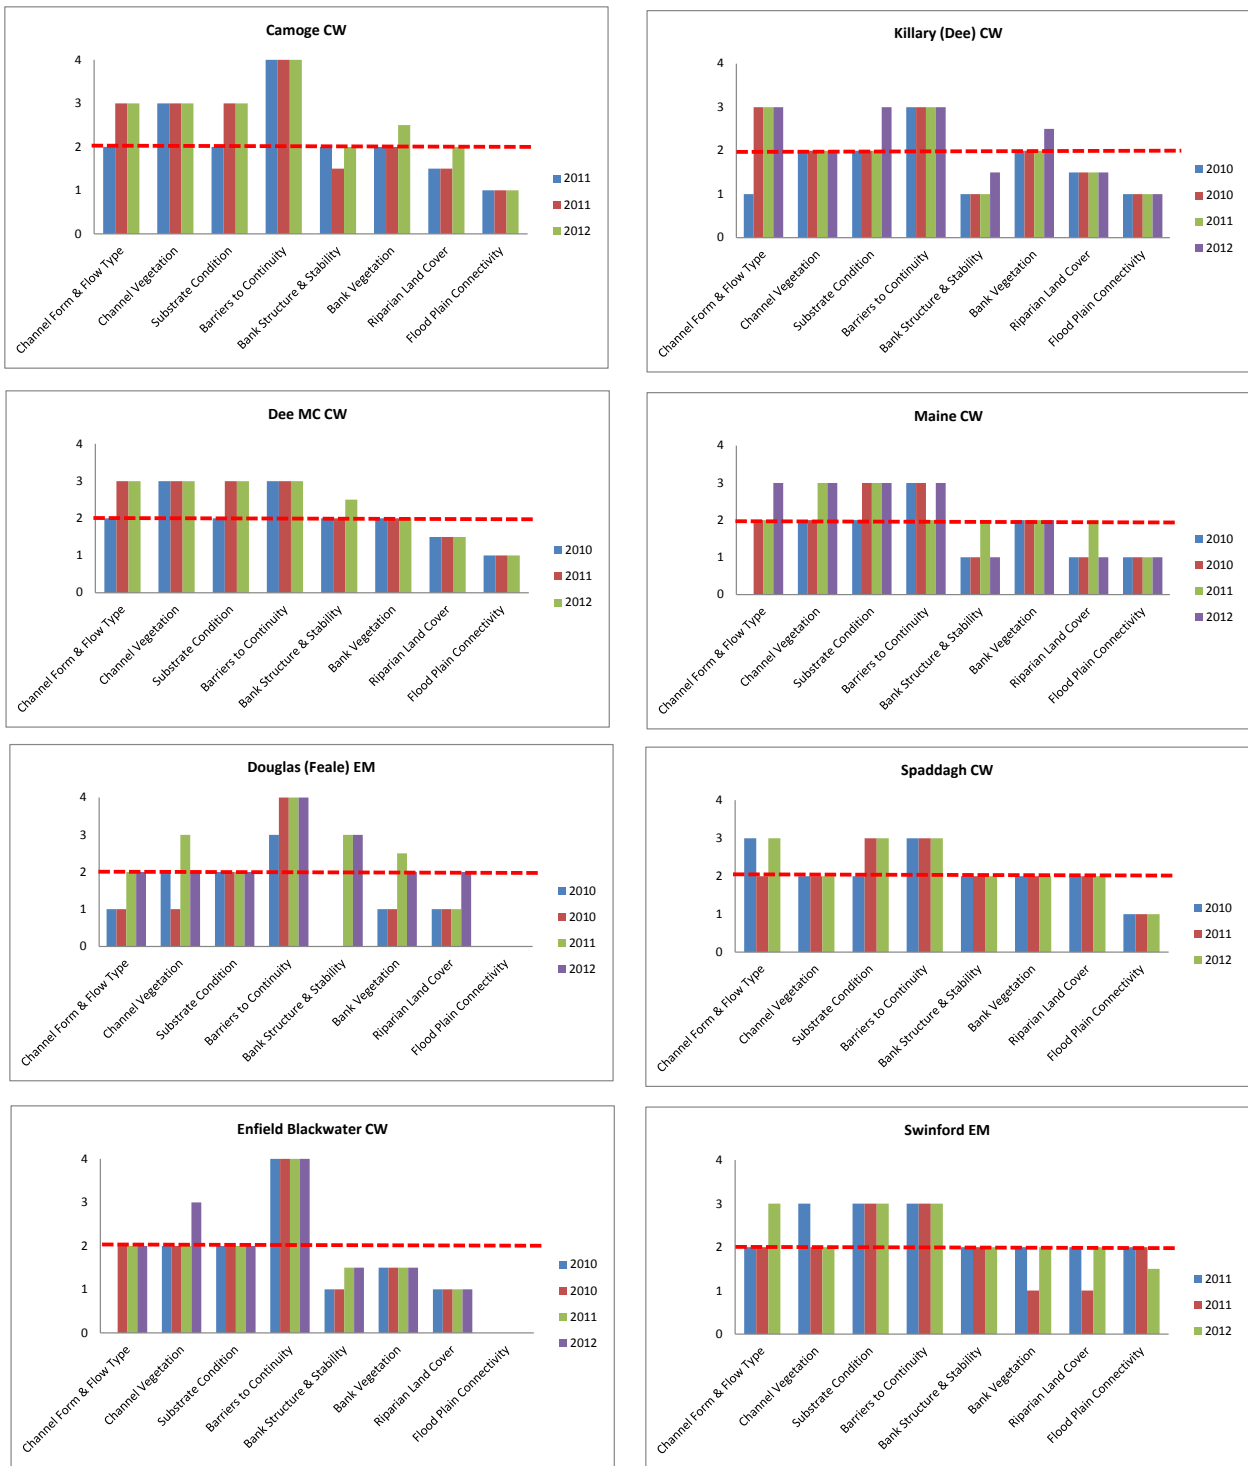 Camoge CW
4
3
2
1
0
Channel Form & Flow Type
Channel Vegetation
Substrate Condition
Barriers to Continuity
Bank Structure & Stability
Bank Vegetation
Riparian Land Cover
Flood Plain Connectivity
2011
2011
2012
Killary (Dee) CW
4
3
2
1
0
Channel Form & Flow Type
Channel Vegetation
Substrate Condition
Barriers to Continuity
Bank Structure & Stability
Bank Vegetation
Riparian Land Cover
Flood Plain Connectivity
2010
2010
2011
2012
Dee MC CW
4
3
2
1
0
Channel Form & Flow Type
Channel Vegetation
Substrate Condition
Barriers to Continuity
Bank Structure & Stability
Bank Vegetation
Riparian Land Cover
Flood Plain Connectivity
2010
2011
2012
Maine CW
4
3
2
1
0
Channel Form & Flow Type
Channel Vegetation
Substrate Condition
Barriers to Continuity
Bank Structure & Stability
Bank Vegetation
Riparian Land Cover
Flood Plain Connectivity
2010
2010
2011
2012
Douglas (Feale) EM
4
3
2
1
0
Channel Form & Flow Type
Channel Vegetation
Substrate Condition
Barriers to Continuity
Bank Structure & Stability
Bank Vegetation
Riparian Land Cover
Flood Plain Connectivity
2010
2010
2011
2012
Spaddagh CW
4
3
2
1
0
Channel Form & Flow Type
Channel Vegetation
Substrate Condition
Barriers to Continuity
Bank Structure & Stability
Bank Vegetation
Riparian Land Cover
Flood Plain Connectivity
2010
2011
2012
Enfield Blackwater CW
4
3
2
1
0
Channel Form & Flow Type
Channel Vegetation
Substrate Condition
Barriers to Continuity
Bank Structure & Stability
Bank Vegetation
Riparian Land Cover
Flood Plain Connectivity
2010
2010
2011
2012
Swinford EM
4
3
2
1
0
Channel Form & Flow Type
Channel Vegetation
Substrate Condition
Barriers to Continuity
Bank Structure & Stability
Bank Vegetation
Riparian Land Cover
Flood Plain Connectivity
2011
2011
2012